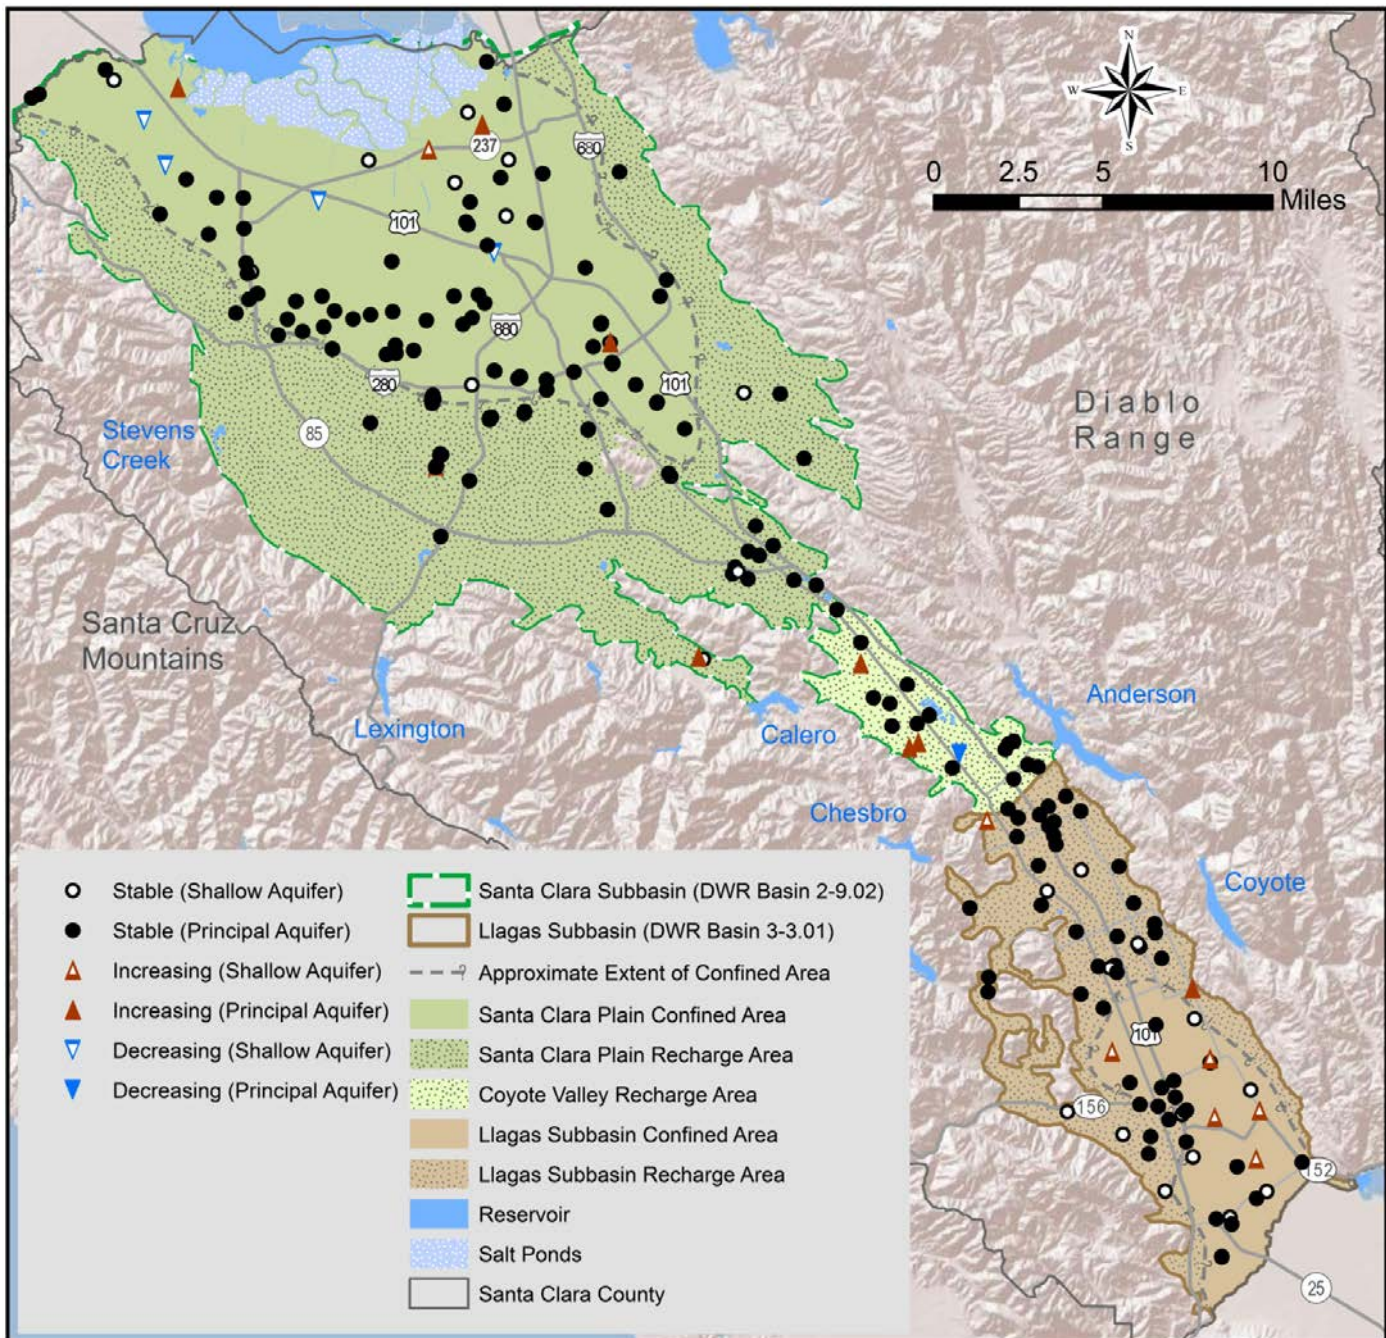 N
W E
S
0 2.5 5 10
Miles
237
680
101
880
280
101
85
Diablo
Range
Stevens
Creek
Santa Cruz
Mountains
Lexington
Calero
Anderson
Chesbro
Coyote
101
156
152
25
Stable (Shallow Aquifer)
Stable (Principal Aquifer)
Increasing (Shallow Aquifer)
Increasing (Principal Aquifer)
Decreasing (Shallow Aquifer)
Decreasing (Principal Aquifer)
Santa Clara Subbasin (DWR Basin 2-9.02)
Llagas Subbasin (DWR Basin 3-3.01)
Approximate Extent of Confined Area
Santa Clara Plain Confined Area
Santa Clara Plain Recharge Area
Coyote Valley Recharge Area
Llagas Subbasin Confined Area
Llagas Subbasin Recharge Area
Reservoir
Salt Ponds
Santa Clara County